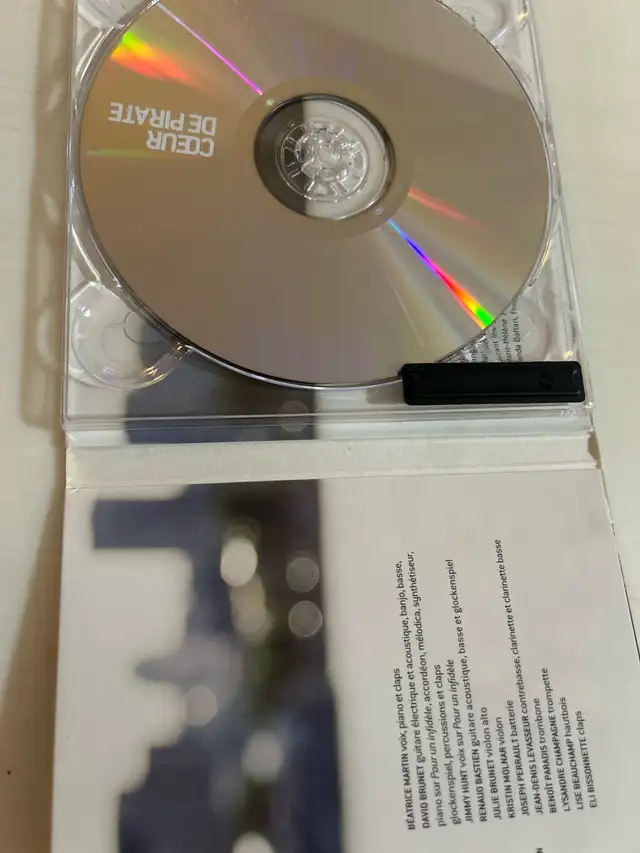 CŒUR
DE PIRATE
BÉATRICE MARTIN voix, piano et claps
DAVID BRUNET guitare électrique et acoustique, banjo, basse,
piano sur Pour un infidèle, accordéon, mélodica, synthétiseur,
glockenspiel, percussions et claps
JIMMY HUNT voix sur Pour un infidèle
RENAUD BASTIEN guitare acoustique, basse et glockenspiel
JULIE BRUNET violon alto
KRISTIN MOLNAR violon
JOSEPH PERRAULT batterie
JEAN-DENIS LEVASSEUR contrebasse, clarinette et clarinette basse
BENOÎT PARADIS trombone
LYSANDRE CHAMPAGNE trompette
LISE BEAUCHAMP hautbois
ELI BISSONNETTE claps